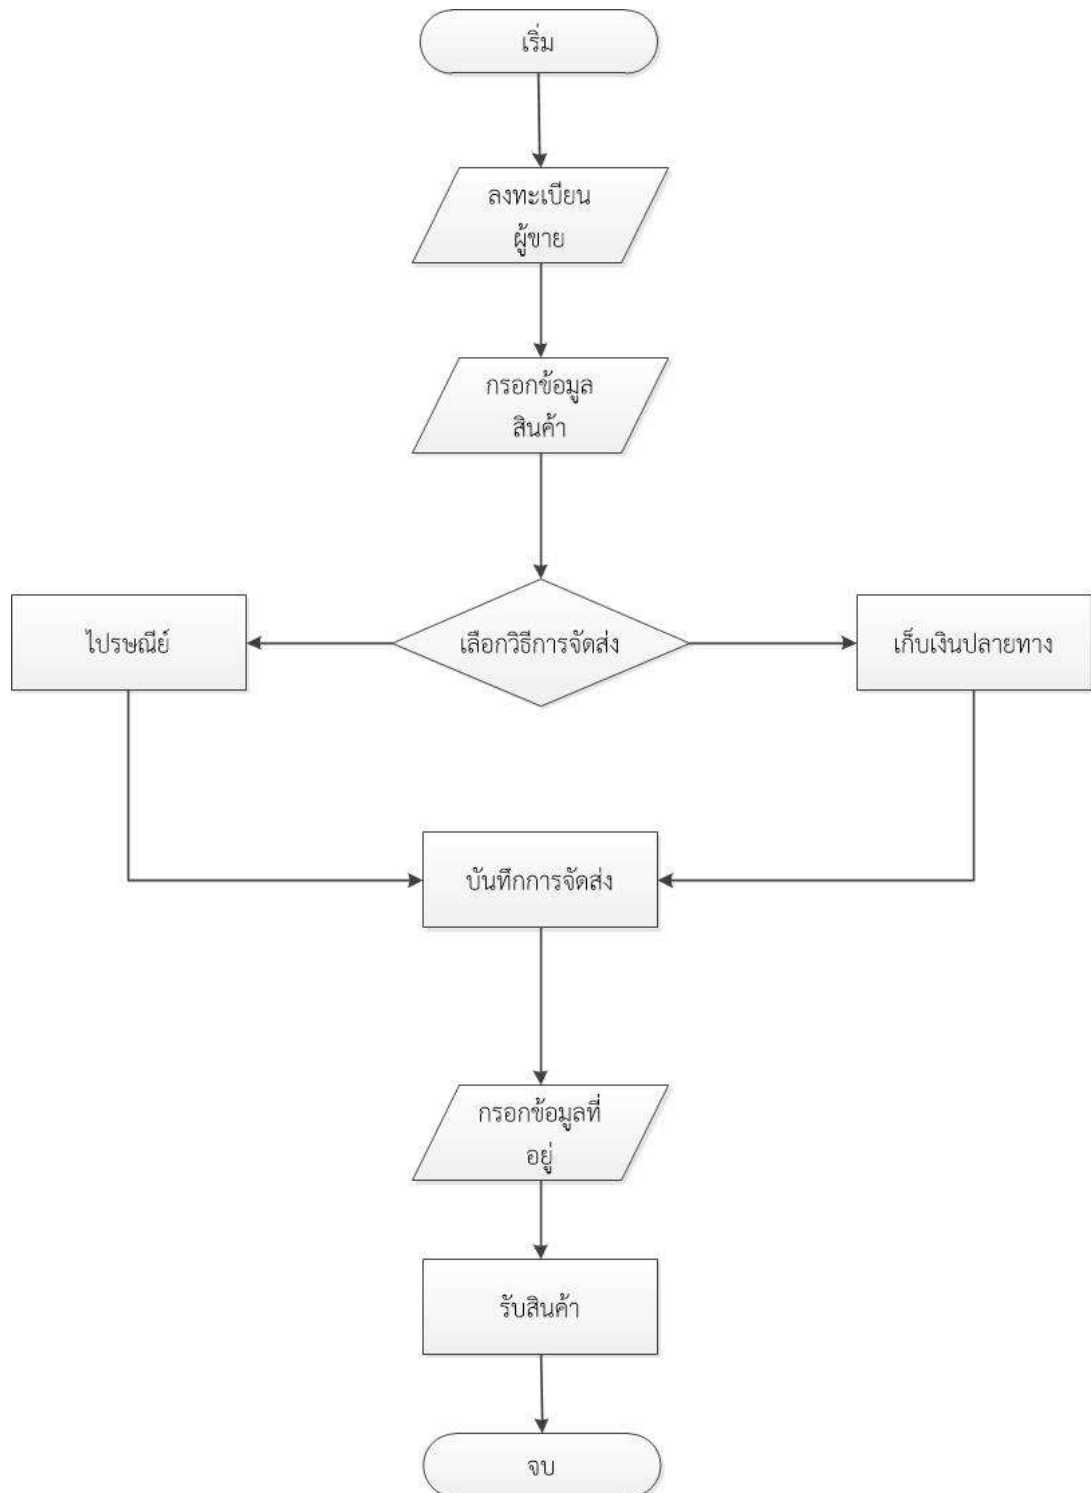 เริ่ม
ลงทะเบียน
ผู้ขาย
กรอกข้อมูล
สินค้า
ไปรษณีย์
เลือกวิธีการจัดส่ง
เก็บเงินปลายทาง
บันทึกการจัดส่ง
กรอกข้อมูลที่
อยู่
รับสินค้า
จบ